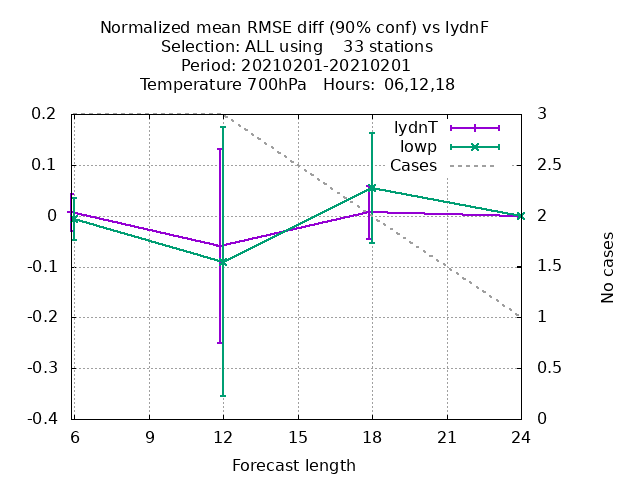 Normalized mean RMSE diff (90% conf) vs lydnF
Selection: ALL using    33 stations
Period: 20210201-20210201
Temperature 700hPa   Hours: 06,12,18
0.2
0.1
0
-0.1
-0.2
-0.3
-0.4
lydnT
lowp
Cases
3
2.5
2
1.5
1
0.5
0
No cases
6 9 12 15 18 21 24
Forecast length